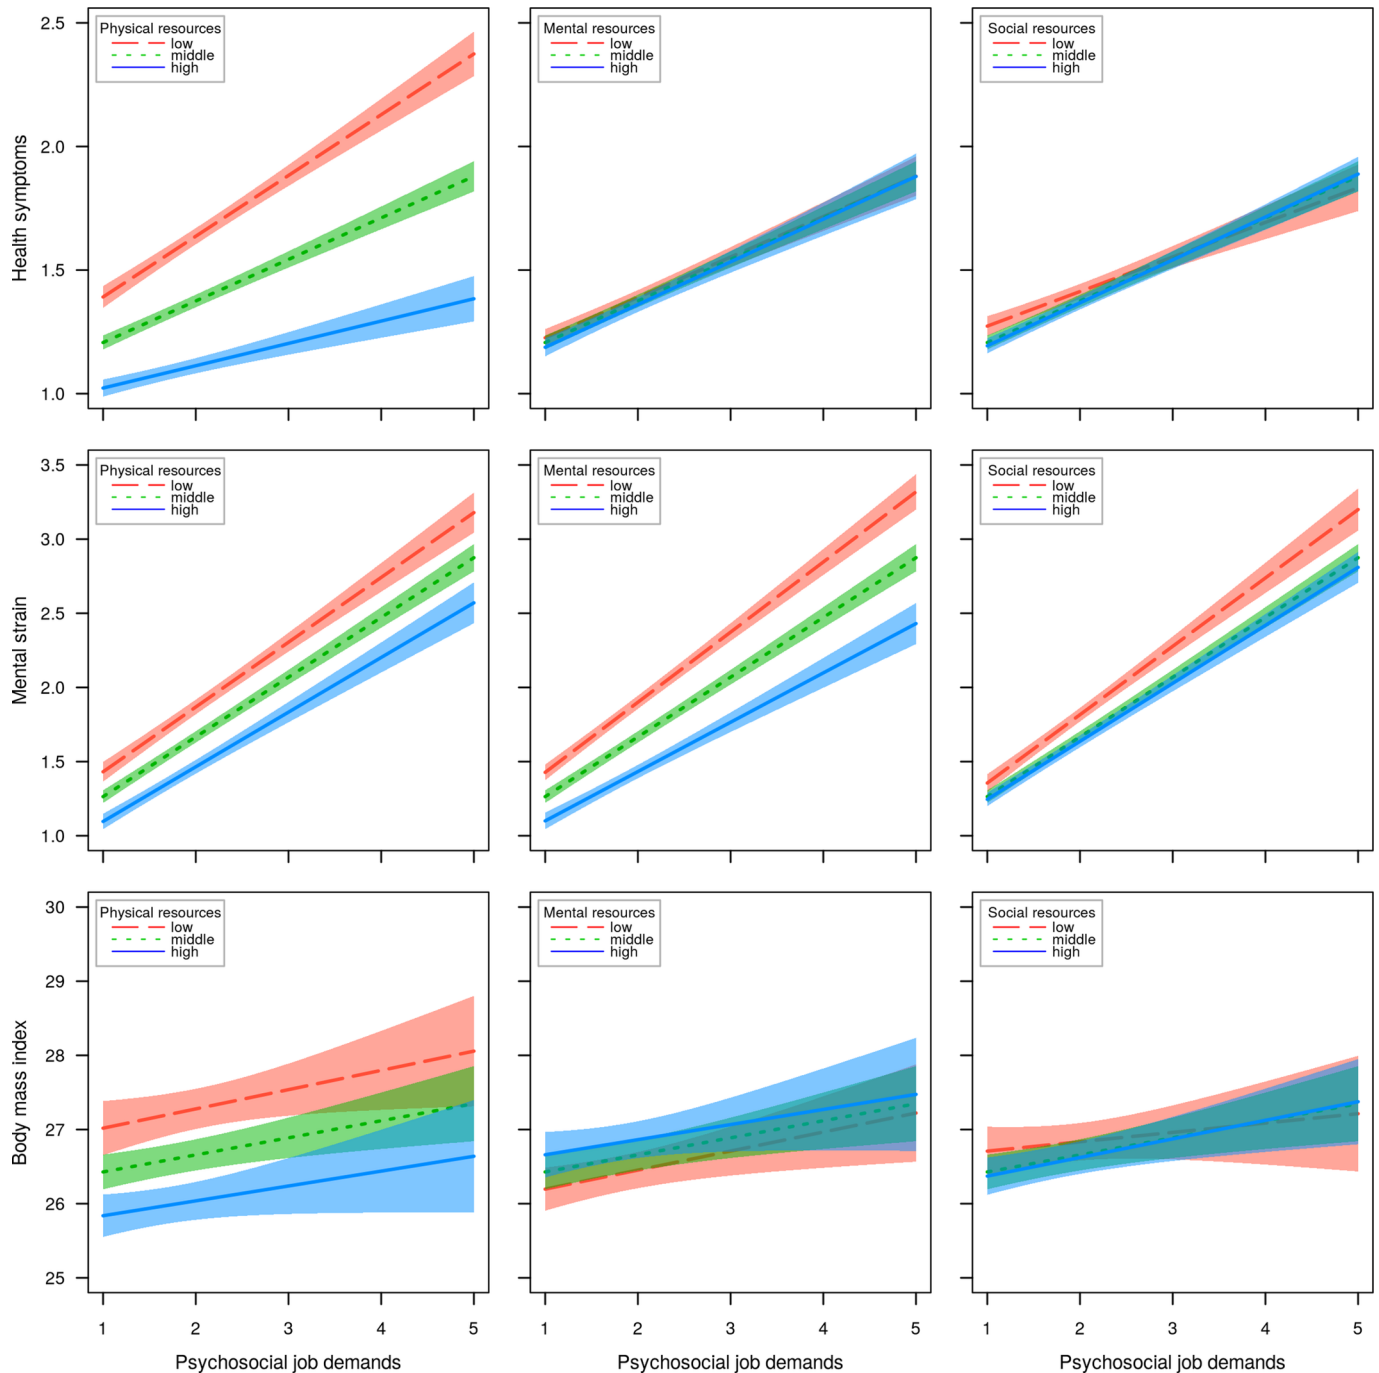 Physical resources
low
middle
high
Mental resources
low
middle
high
Social resources
low
middle
high
Health symptoms
2.5
2.0
1.5
1.0
Physical resources
low
middle
high
Mental resources
low
middle
high
Social resources
low
middle
high
Mental strain
3.5
3.0
2.5
2.0
1.5
1.0
Physical resources
low
middle
high
Mental resources
low
middle
high
Social resources
low
middle
high
Body mass index
30
29
28
27
26
25
1 2 3 4 5
1 2 3 4 5
1 2 3 4 5
Psychosocial job demands
Psychosocial job demands
Psychosocial job demands